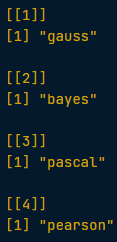 [[1]]
[1] "gauss"
[[2]]
[1] "bayes"
[[3]]
[1] "pascal"
[[4]]
[1] "pearson"